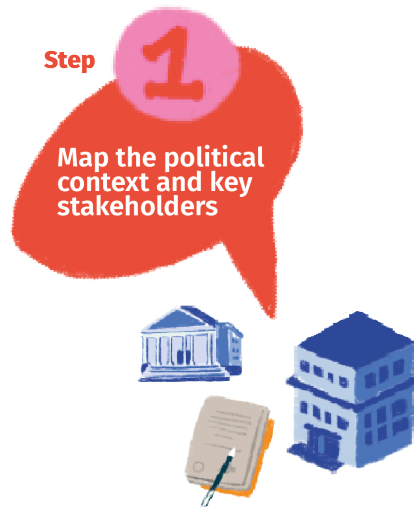 Step 1
Map the political
context and key
stakeholders